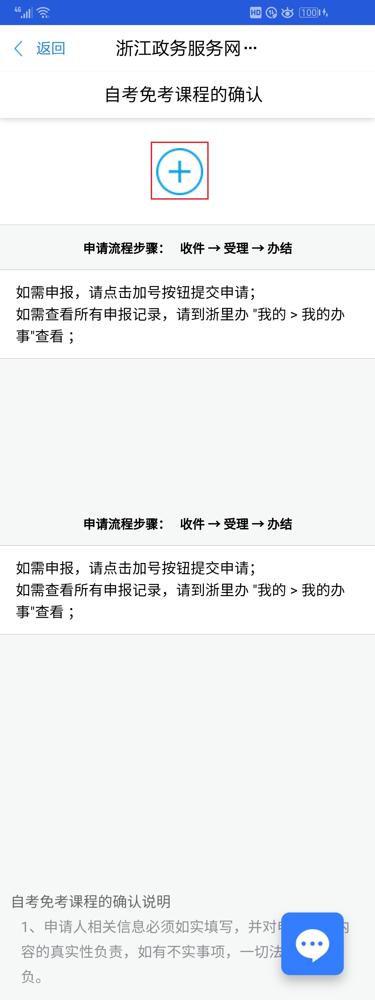 4G HD 100
返回 浙江政务服务网···
自考免考课程的确认
申请流程步骤： 收件 → 受理 → 办结
如需申报，请点击加号按钮提交申请；
如需查看所有申报记录，请到浙里办 "我的 > 我的办
事"查看 ；
申请流程步骤： 收件 → 受理 → 办结
如需申报，请点击加号按钮提交申请；
如需查看所有申报记录，请到浙里办 "我的 > 我的办
事"查看 ；
自考免考课程的确认说明
1、申请人相关信息必须如实填写，并对
容的真实性负责，如有不实事项，一切法
负。